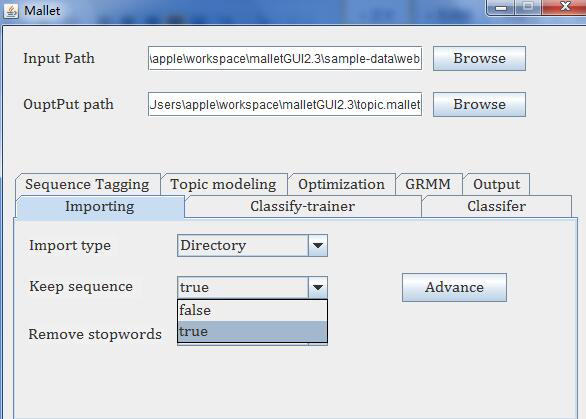 Mallet
Input Path \apple\workspace\malletGUI2.3\sample-data\web Browse
OuptPut path Users\apple\workspace\malletGUI2.3\topic.mallet Browse
Sequence Tagging Topic modeling Optimization GRMM Output
Importing Classify-trainer Classifer
Import type Directory
Keep sequence true Advance
false
true
Remove stopwords